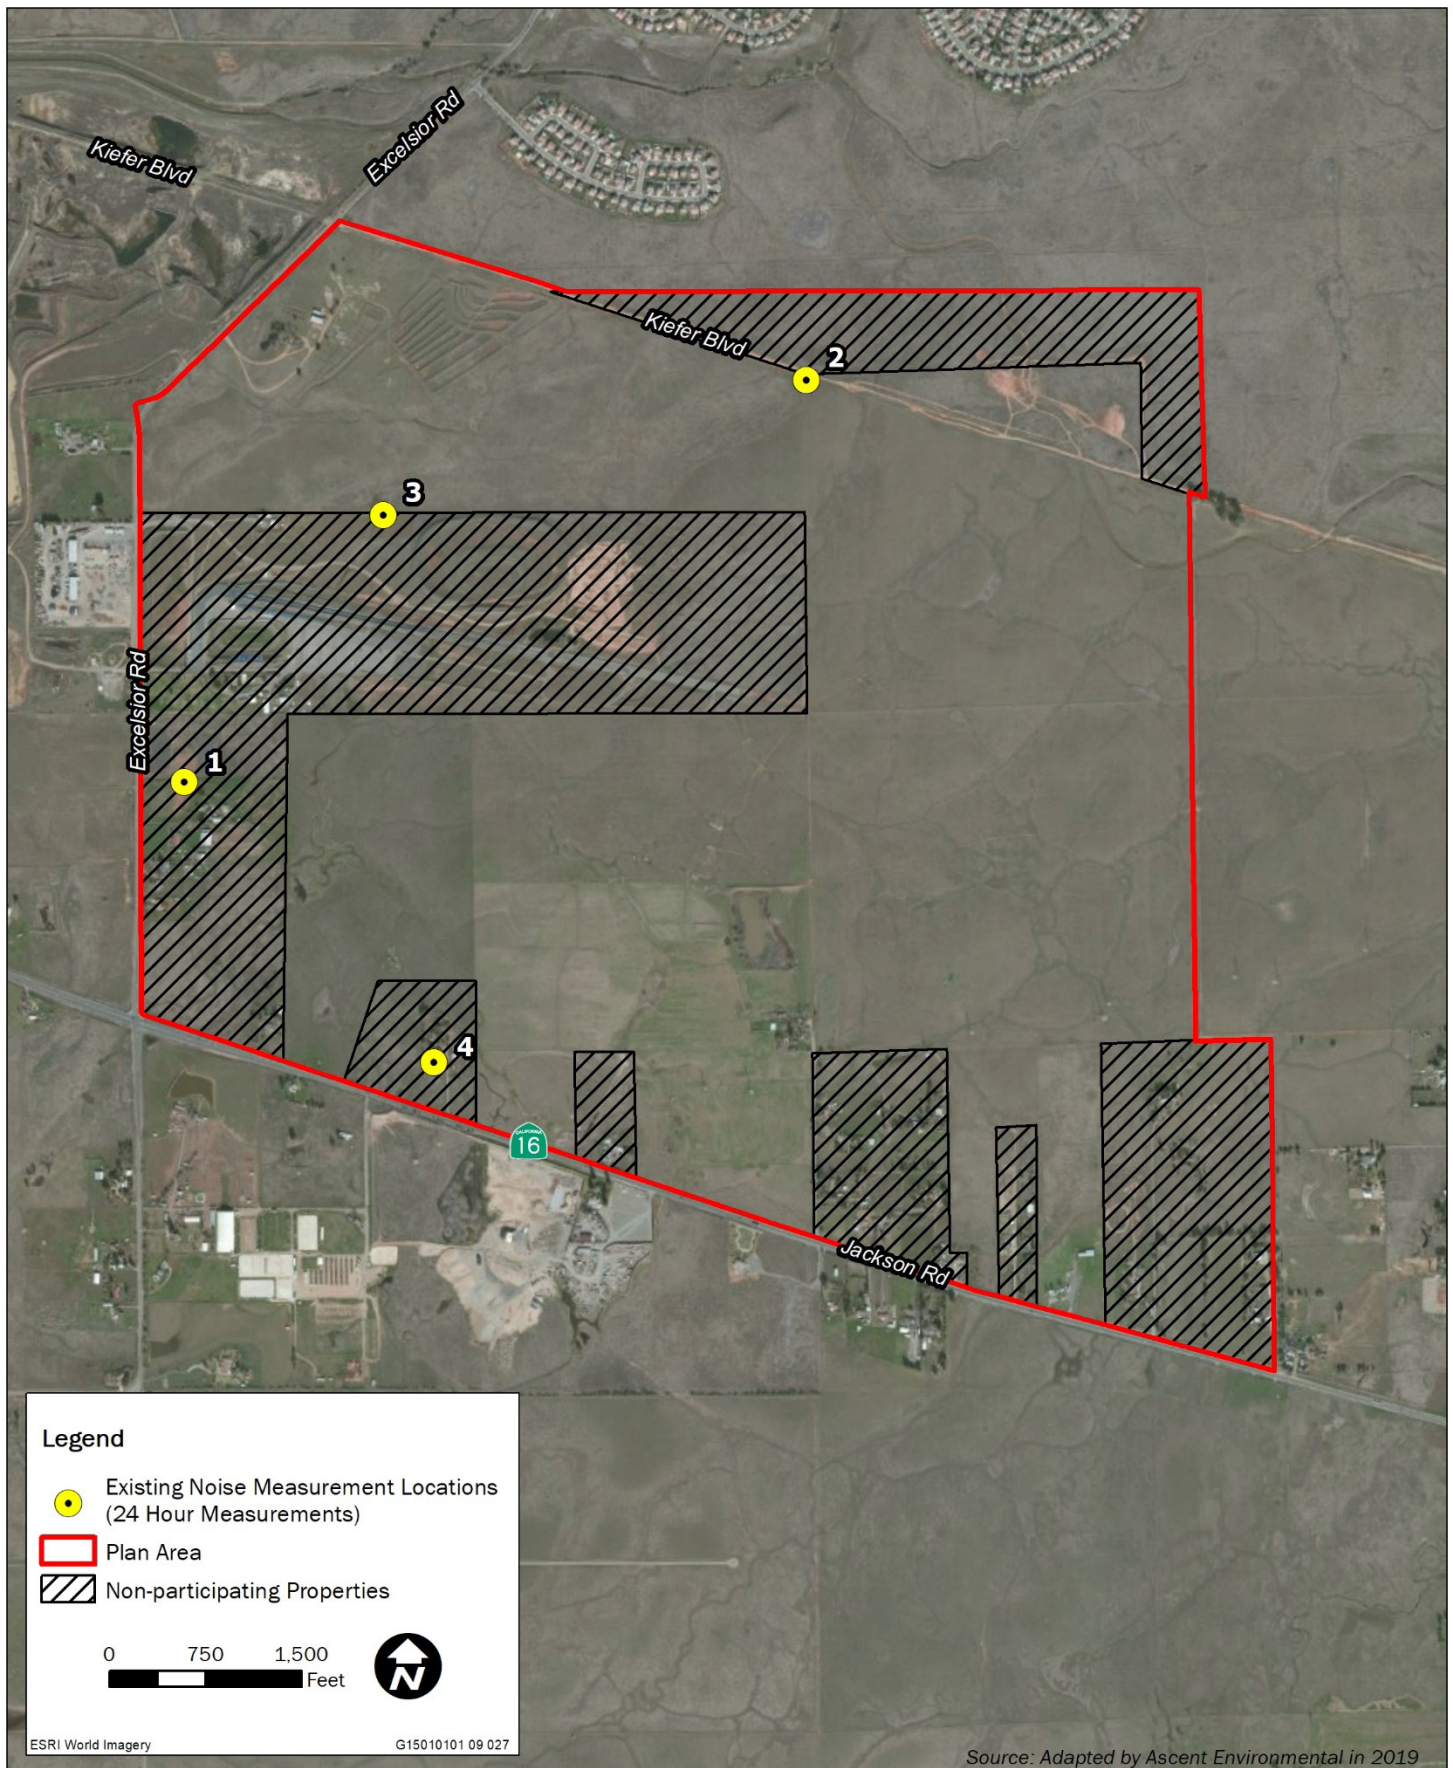 Excelsior Rd
Kiefer Blvd
Kiefer Blvd
2
3
Excelsior Rd
1
4
CALIFORNIA
16
Jackson Rd
Legend
Existing Noise Measurement Locations
(24 Hour Measurements)
Plan Area
Non-participating Properties
0 750 1,500
Feet
N
ESRI World Imagery G15010101 09 027
Source: Adapted by Ascent Environmental in 2019